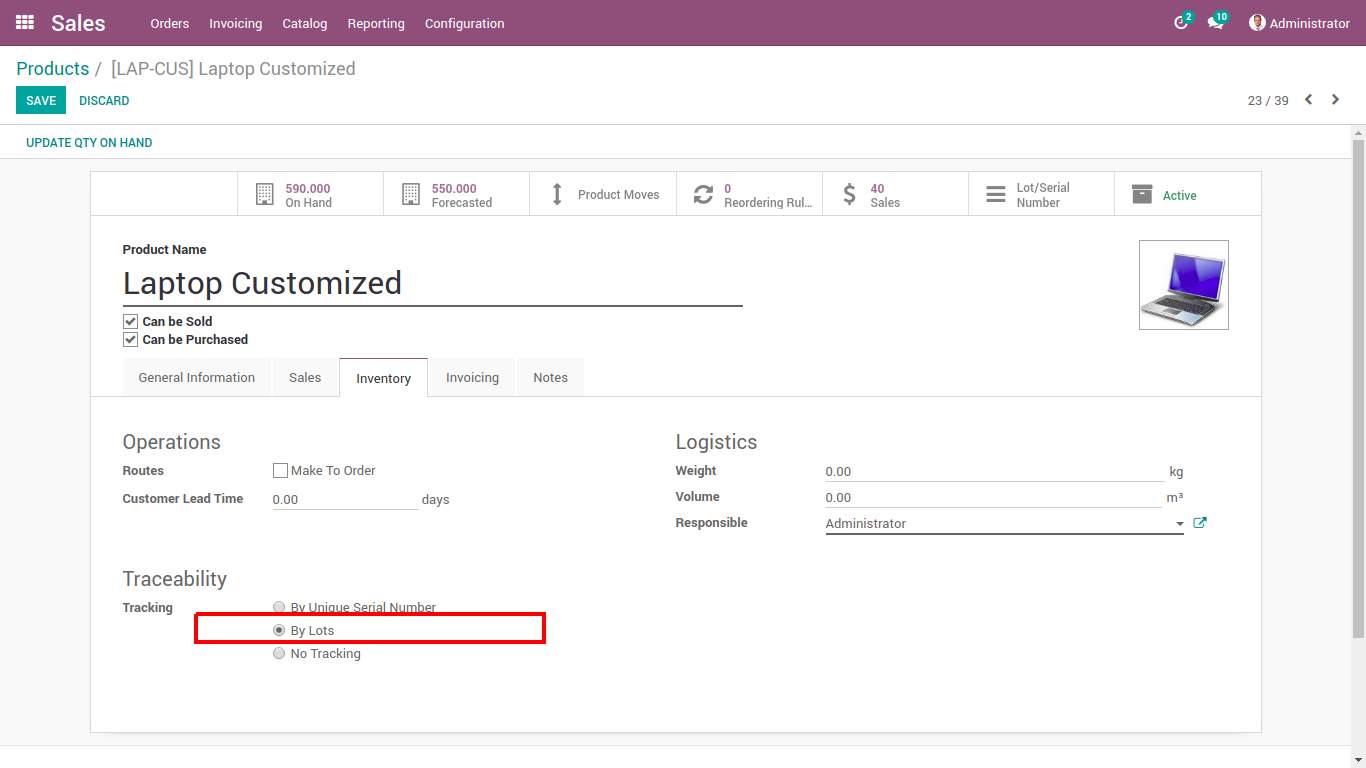 Sales Orders Invoicing Catalog Reporting Configuration 2 10 Administrator
Products / [LAP-CUS] Laptop Customized
SAVE DISCARD 23 / 39
UPDATE QTY ON HAND
590.000 On Hand
550.000 Forecasted
Product Moves
0 Reordering Rul...
40 Sales
Lot/Serial Number
Active
Product Name
Laptop Customized
Can be Sold
Can be Purchased
General Information Sales Inventory Invoicing Notes
Operations
Routes Make To Order
Customer Lead Time 0.00 days
Logistics
Weight 0.00 kg
Volume 0.00 m³
Responsible Administrator
Traceability
Tracking By Unique Serial Number
By Lots
No Tracking